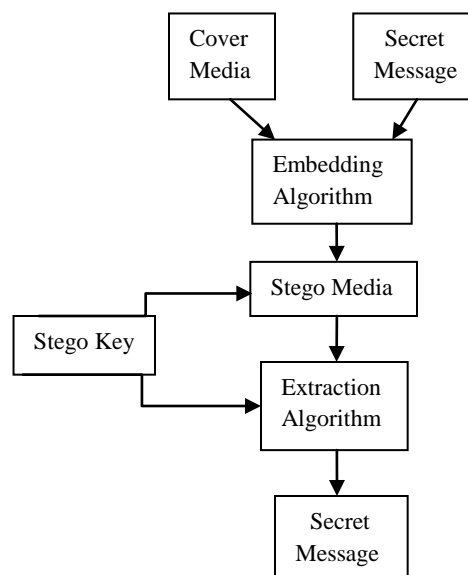 Cover
Media
Secret
Message
Embedding
Algorithm
Stego Media
Stego Key
Extraction
Algorithm
Secret
Message